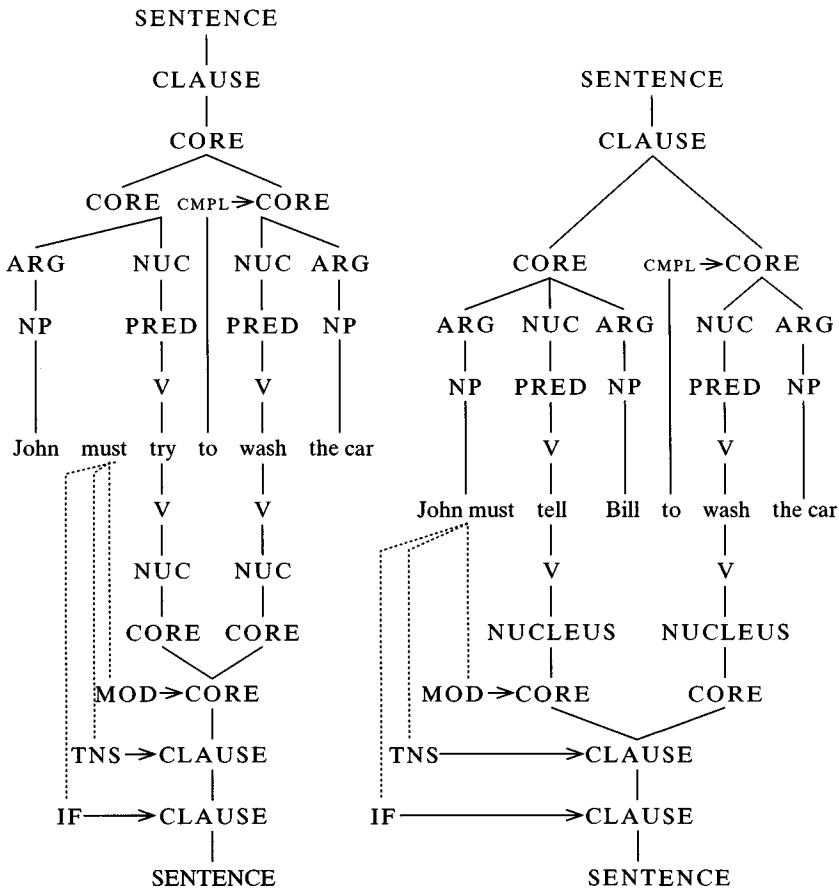 SENTENCE
CLAUSE
CORE
CORE CMPL CORE
ARG NUC NUC ARG
NP PRED PRED NP
V V
John must try to wash the car
V V
NUC NUC
CORE CORE
MOD CORE
TNS CLAUSE
IF CLAUSE
SENTENCE
SENTENCE
CLAUSE
CORE CMPL CORE
ARG NUC ARG NUC ARG
NP PRED NP PRED NP
V V
John must tell Bill to wash the car
V V
NUCLEUS NUCLEUS
MOD CORE CORE
TNS CLAUSE
IF CLAUSE
SENTENCE